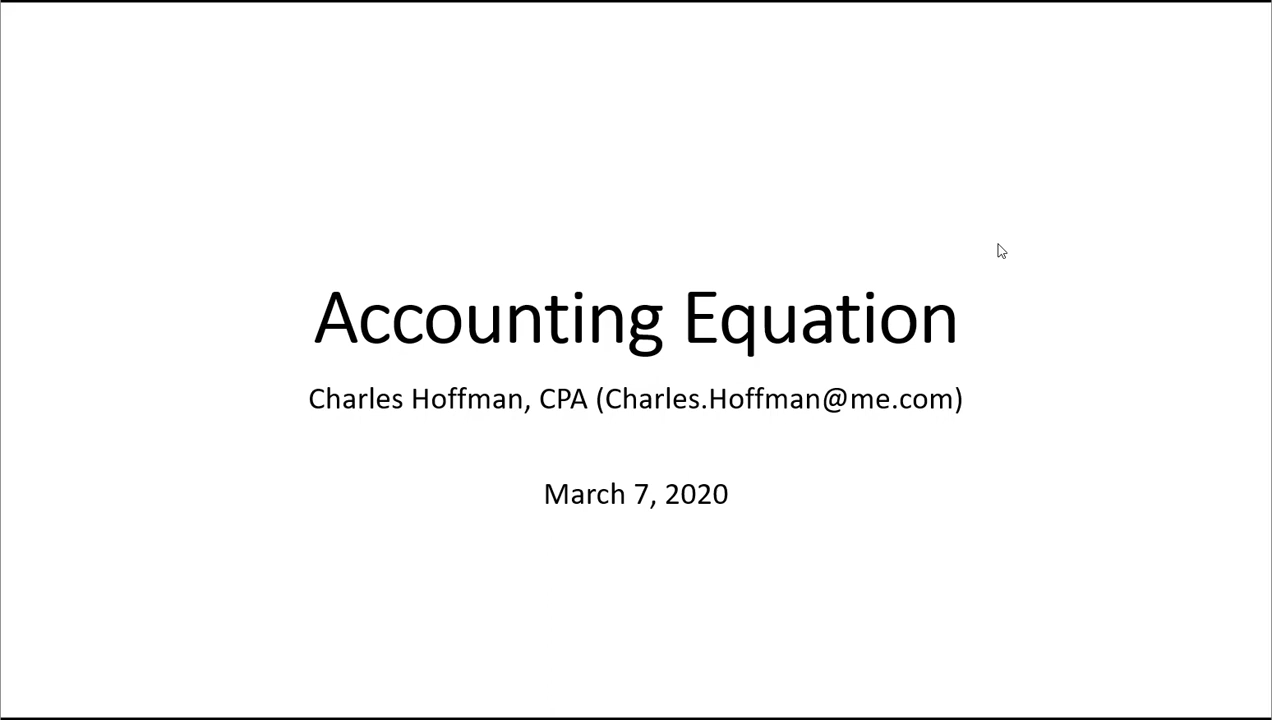 Accounting Equation
Charles Hoffman, CPA (Charles.Hoffman@me.com)
March 7, 2020